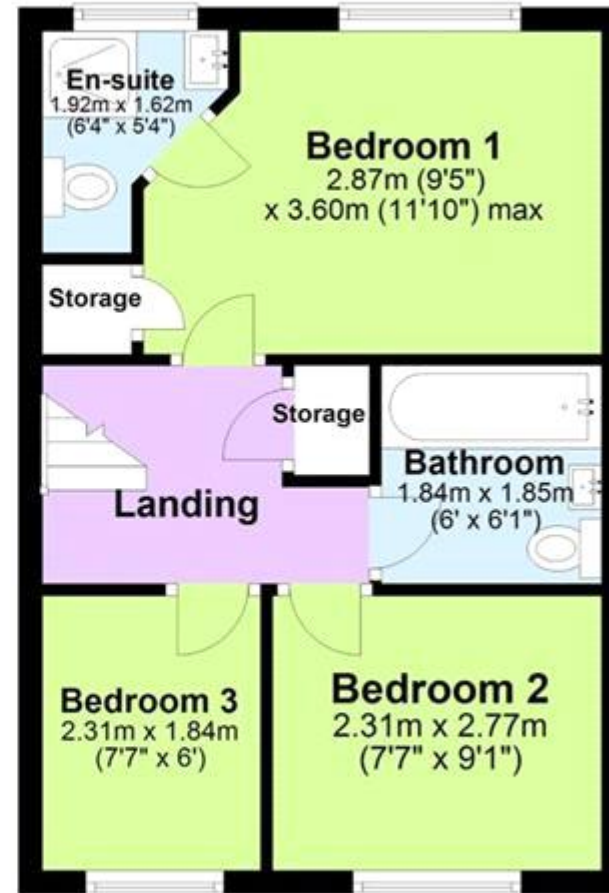 En-suite
1.92m x 1.62m
(6'4" x 5'4")
Bedroom 1
2.87m (9'5")
x 3.60m (11'10") max
Storage
Storage
Landing
Bathroom
1.84m x 1.85m
(6' x 6'1")
Bedroom 3
2.31m x 1.84m
(7'7" x 6')
Bedroom 2
2.31m x 2.77m
(7'7" x 9'1")